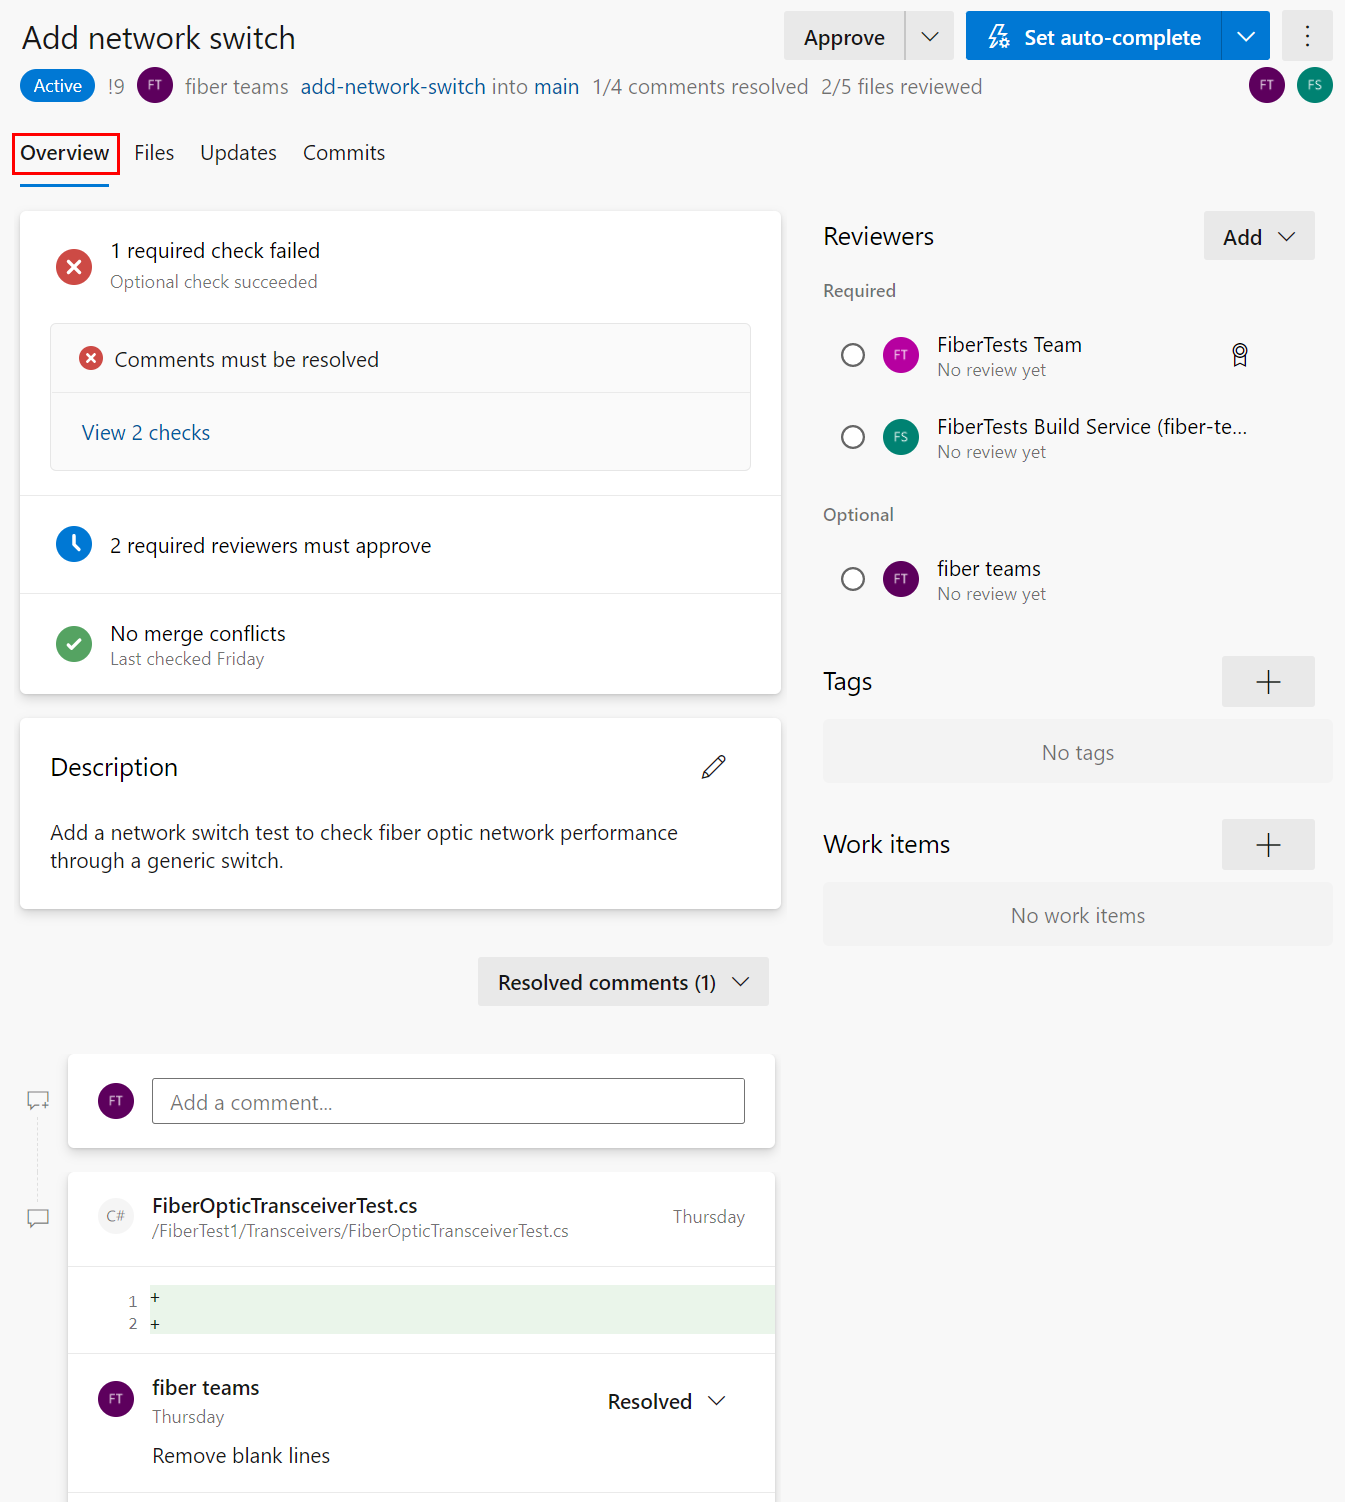 Add network switch
Approve
Set auto-complete
Active !9 FT fiber teams add-network-switch into main 1/4 comments resolved 2/5 files reviewed
FT FS
Overview Files Updates Commits
1 required check failed
Optional check succeeded
Comments must be resolved
View 2 checks
2 required reviewers must approve
No merge conflicts
Last checked Friday
Description
Add a network switch test to check fiber optic network performance
through a generic switch.
Reviewers
Add
Required
FT FiberTests Team
No review yet
FS FiberTests Build Service (fiber-te...
No review yet
Optional
FT fiber teams
No review yet
Tags
No tags
Work items
No work items
Resolved comments (1)
FT Add a comment...
C# FiberOpticTransceiverTest.cs
/FiberTest1/Transceivers/FiberOpticTransceiverTest.cs
Thursday
1 +
2 +
FT fiber teams
Thursday
Resolved
Remove blank lines